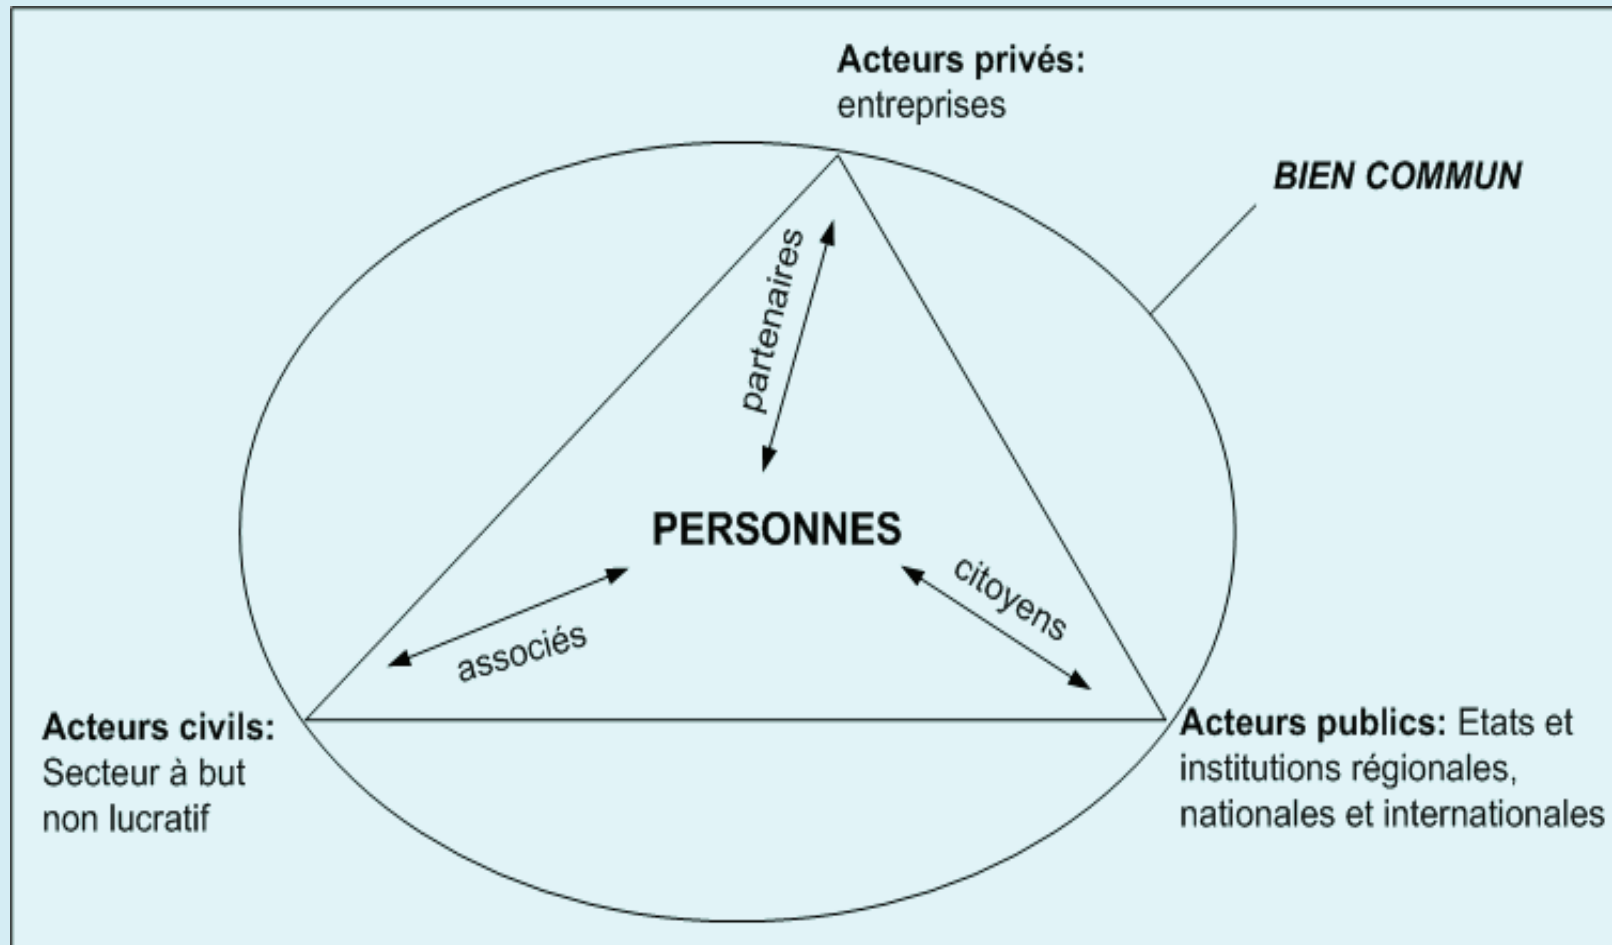 Acteurs privés:
entreprises
BIEN COMMUN
partenaires
PERSONNES
citoyens
associés
Acteurs civils:
Secteur à but
non lucratif
Acteurs publics: Etats et
institutions régionales,
nationales et internationales